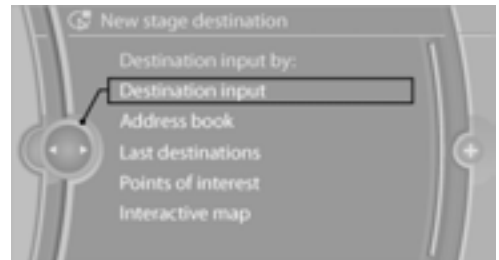 New stage destination
Destination input by:
Destination input
Address book
Last destinations
Points of interest
Interactive map